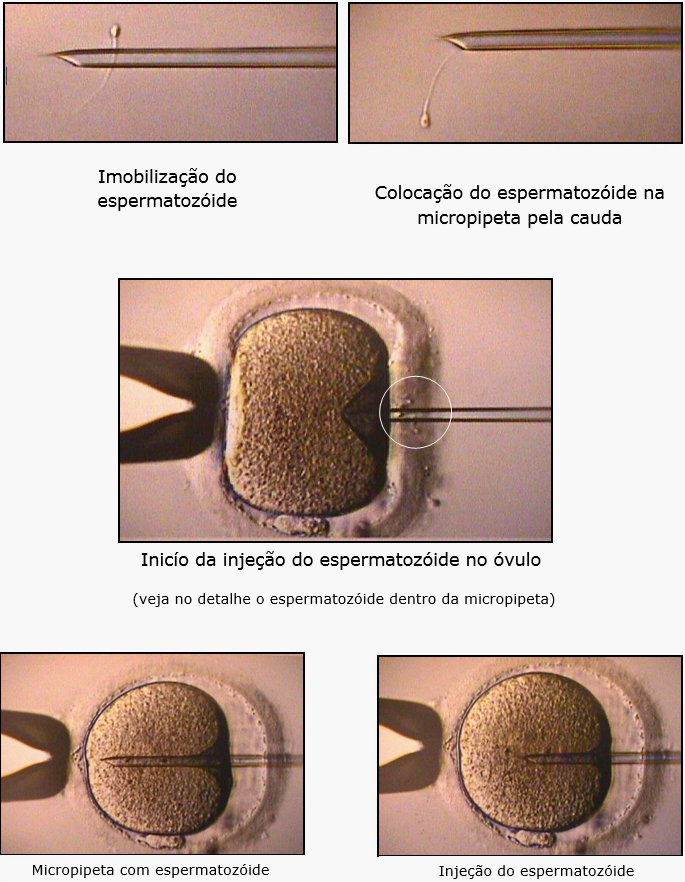 Imobilização do
espermatozóide
Colocação do espermatozóide na
micropipeta pela cauda
Inicío da injeção do espermatozóide no óvulo
(veja no detalhe o espermatozóide dentro da micropipeta)
Micropipeta com espermatozóide
Injeção do espermatozóide